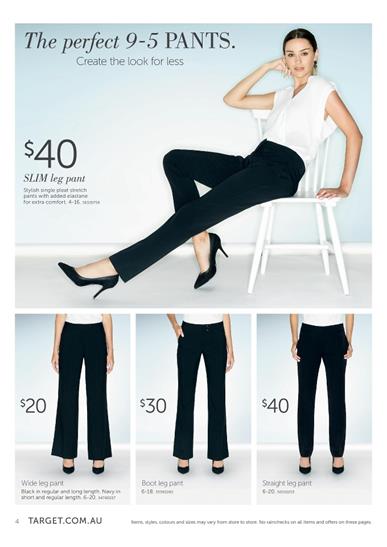 The perfect 9-5 PANTS.
Create the look for less
$40
SLIM leg pant
Stylish single pleat stretch
pants with added elastane
for extra comfort. 4-16.
$20
$30
$40
Wide leg pant
Black in regular and long length. Navy in
short and regular length. 6-20.
Boot leg pant
6-18.
Straight leg pant
6-20.
4 TARGET.COM.AU
Items, styles, colours and sizes may vary from store to store. No rainchecks on all items and offers on these pages.